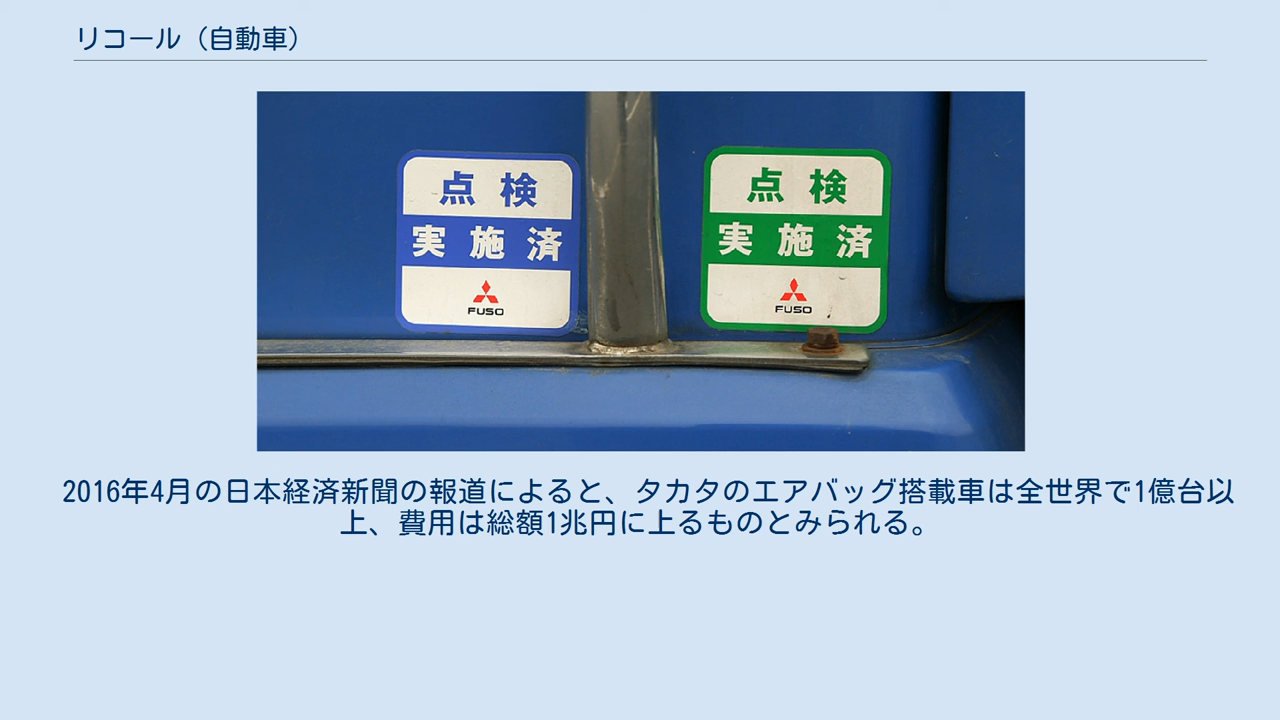 リコール（自動車）
点検
実施済
FUSO
点検
実施済
FUSO
2016年4月の日本経済新聞の報道によると、タカタのエアバッグ搭載車は全世界で1億台以
上、費用は総額1兆円に上るものとみられる。